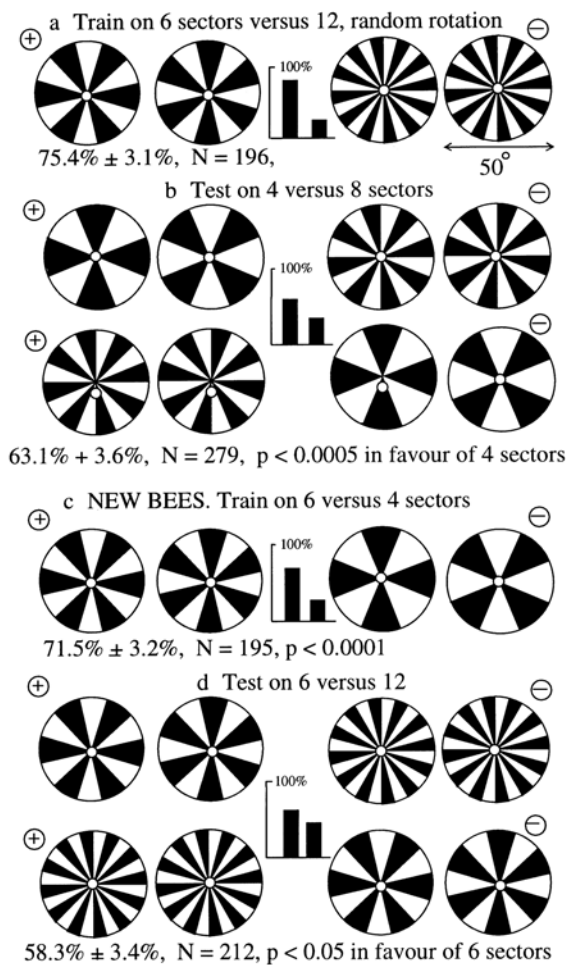 a Train on 6 sectors versus 12, random rotation
+ −
100%
75.4% ± 3.1%, N = 196,
50°
b Test on 4 versus 8 sectors
+ −
100%
+ −
63.1% + 3.6%, N = 279, p < 0.0005 in favour of 4 sectors
c NEW BEES. Train on 6 versus 4 sectors
+ −
100%
71.5% ± 3.2%, N = 195, p < 0.0001
d Test on 6 versus 12
+ −
100%
+ −
58.3% ± 3.4%, N = 212, p < 0.05 in favour of 6 sectors